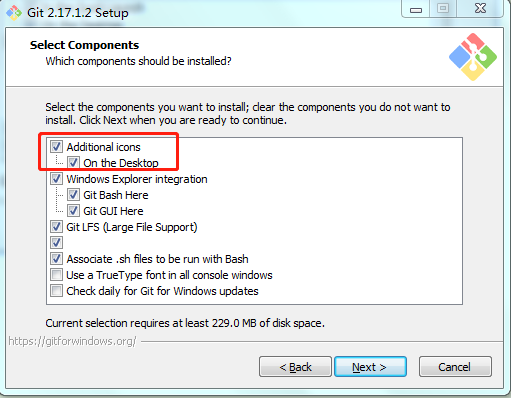 Git 2.17.1.2 Setup
Select Components
Which components should be installed?
Select the components you want to install; clear the components you do not want to
install. Click Next when you are ready to continue.
Additional icons
On the Desktop
Windows Explorer integration
Git Bash Here
Git GUI Here
Git LFS (Large File Support)
Associate .sh files to be run with Bash
Use a TrueType font in all console windows
Check daily for Git for Windows updates
Current selection requires at least 229.0 MB of disk space.
https://gitforwindows.org/
< Back
Next >
Cancel